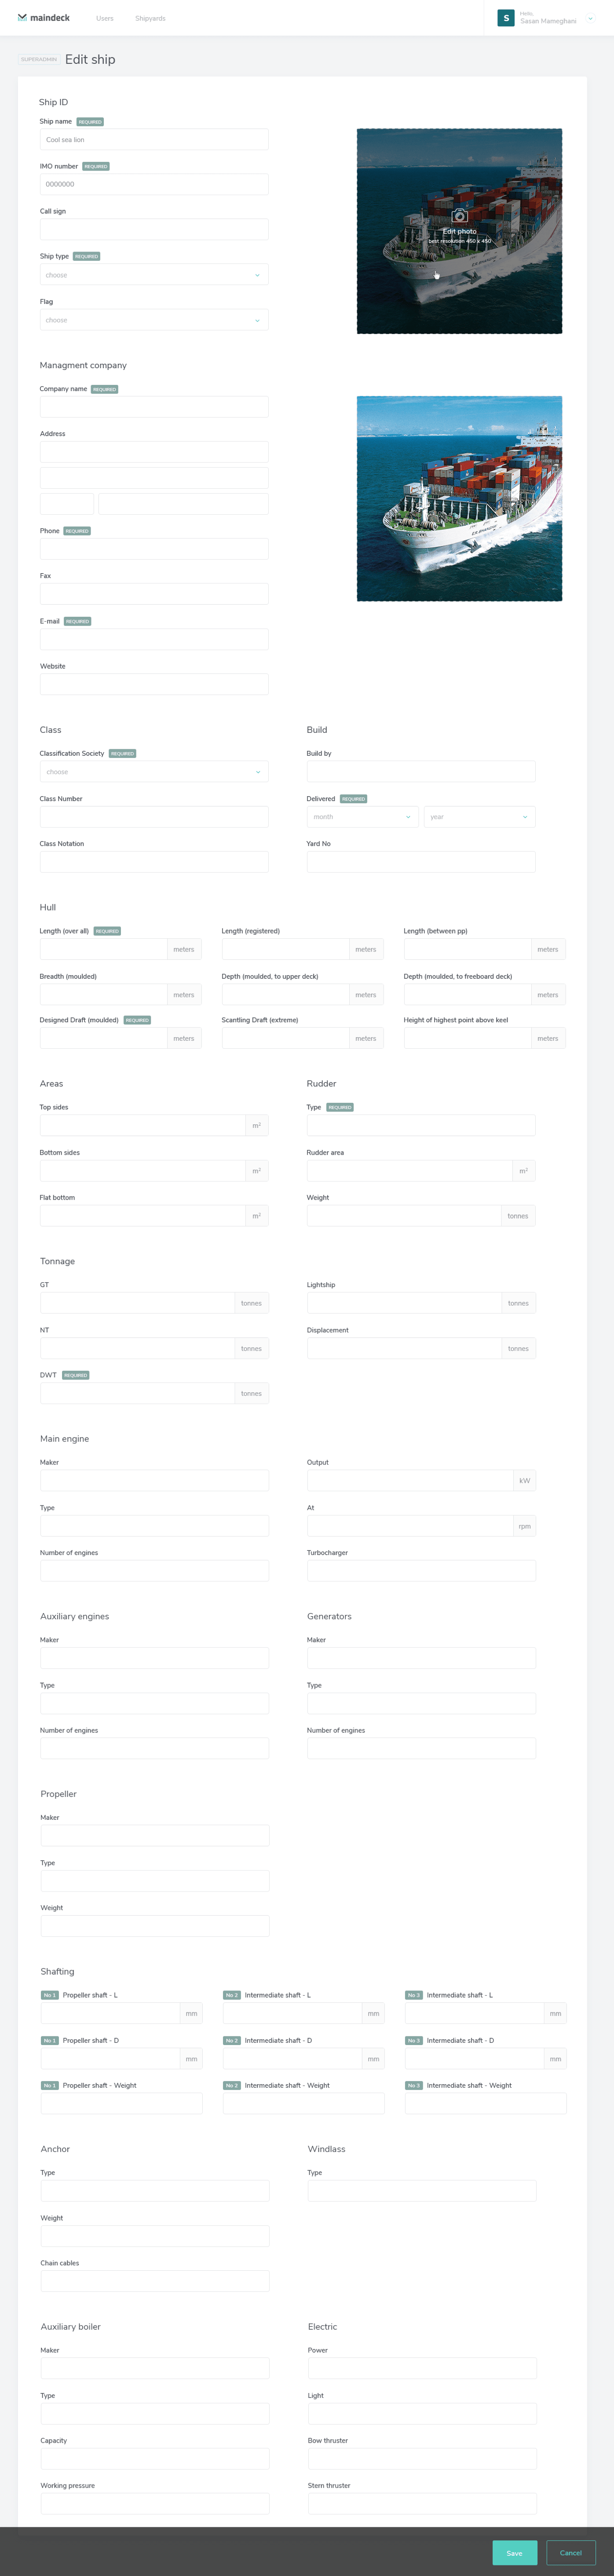 maindeck Users Shipyards S Hello, Sasan Mameghani
SUPERADMIN Edit ship
Ship ID
Ship name REQUIRED
Cool sea lion
IMO number REQUIRED
0000000
Edit photo
best resolution 450 x 450
Call sign
Ship type REQUIRED
choose
Flag
choose
Managment company
Company name REQUIRED
Address
Phone REQUIRED
Fax
E-mail REQUIRED
Website
Class Build
Classification Society REQUIRED Build by
choose
Class Number Delivered REQUIRED
month year
Class Notation Yard No
Hull
Length (over all) REQUIRED Length (registered) Length (between pp)
meters meters meters
Breadth (moulded) Depth (moulded, to upper deck) Depth (moulded, to freeboard deck)
meters meters meters
Designed Draft (moulded) REQUIRED Scantling Draft (extreme) Height of highest point above keel
meters meters meters
Areas Rudder
Top sides Type REQUIRED
m²
Bottom sides Rudder area
m² m²
Flat bottom Weight
m² tonnes
Tonnage
GT Lightship
tonnes tonnes
NT Displacement
tonnes tonnes
DWT REQUIRED
tonnes
Main engine
Maker Output
kW
Type At
rpm
Number of engines Turbocharger
Auxiliary engines Generators
Maker Maker
Type Type
Number of engines Number of engines
Propeller
Maker
Type
Weight
Shafting
No 1 Propeller shaft - L No 2 Intermediate shaft - L No 3 Intermediate shaft - L
mm mm mm
No 1 Propeller shaft - D No 2 Intermediate shaft - D No 3 Intermediate shaft - D
mm mm mm
No 1 Propeller shaft - Weight No 2 Intermediate shaft - Weight No 3 Intermediate shaft - Weight
Anchor Windlass
Type Type
Weight
Chain cables
Auxiliary boiler Electric
Maker Power
Type Light
Capacity Bow thruster
Working pressure Stern thruster
Save Cancel